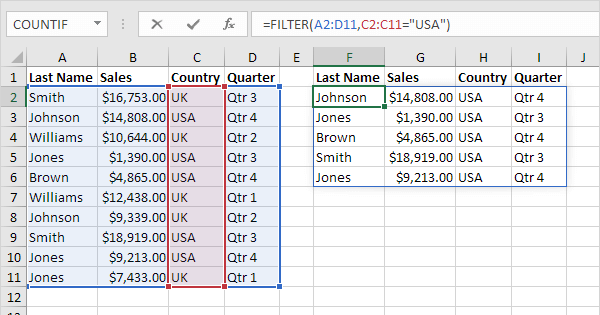 COUNTIF fx =FILTER(A2:D11,C2:C11="USA")
A B C D E F G H I J
1 Last Name Sales Country Quarter Last Name Sales Country Quarter
2 Smith $16,753.00 UK Qtr 3 Johnson $14,808.00 USA Qtr 4
3 Johnson $14,808.00 USA Qtr 4 Jones $1,390.00 USA Qtr 3
4 Williams $10,644.00 UK Qtr 2 Brown $4,865.00 USA Qtr 4
5 Jones $1,390.00 USA Qtr 3 Smith $18,919.00 USA Qtr 3
6 Brown $4,865.00 USA Qtr 4 Jones $9,213.00 USA Qtr 4
7 Williams $12,438.00 UK Qtr 1
8 Johnson $9,339.00 UK Qtr 2
9 Smith $18,919.00 USA Qtr 3
10 Jones $9,213.00 USA Qtr 4
11 Jones $7,433.00 UK Qtr 1
12